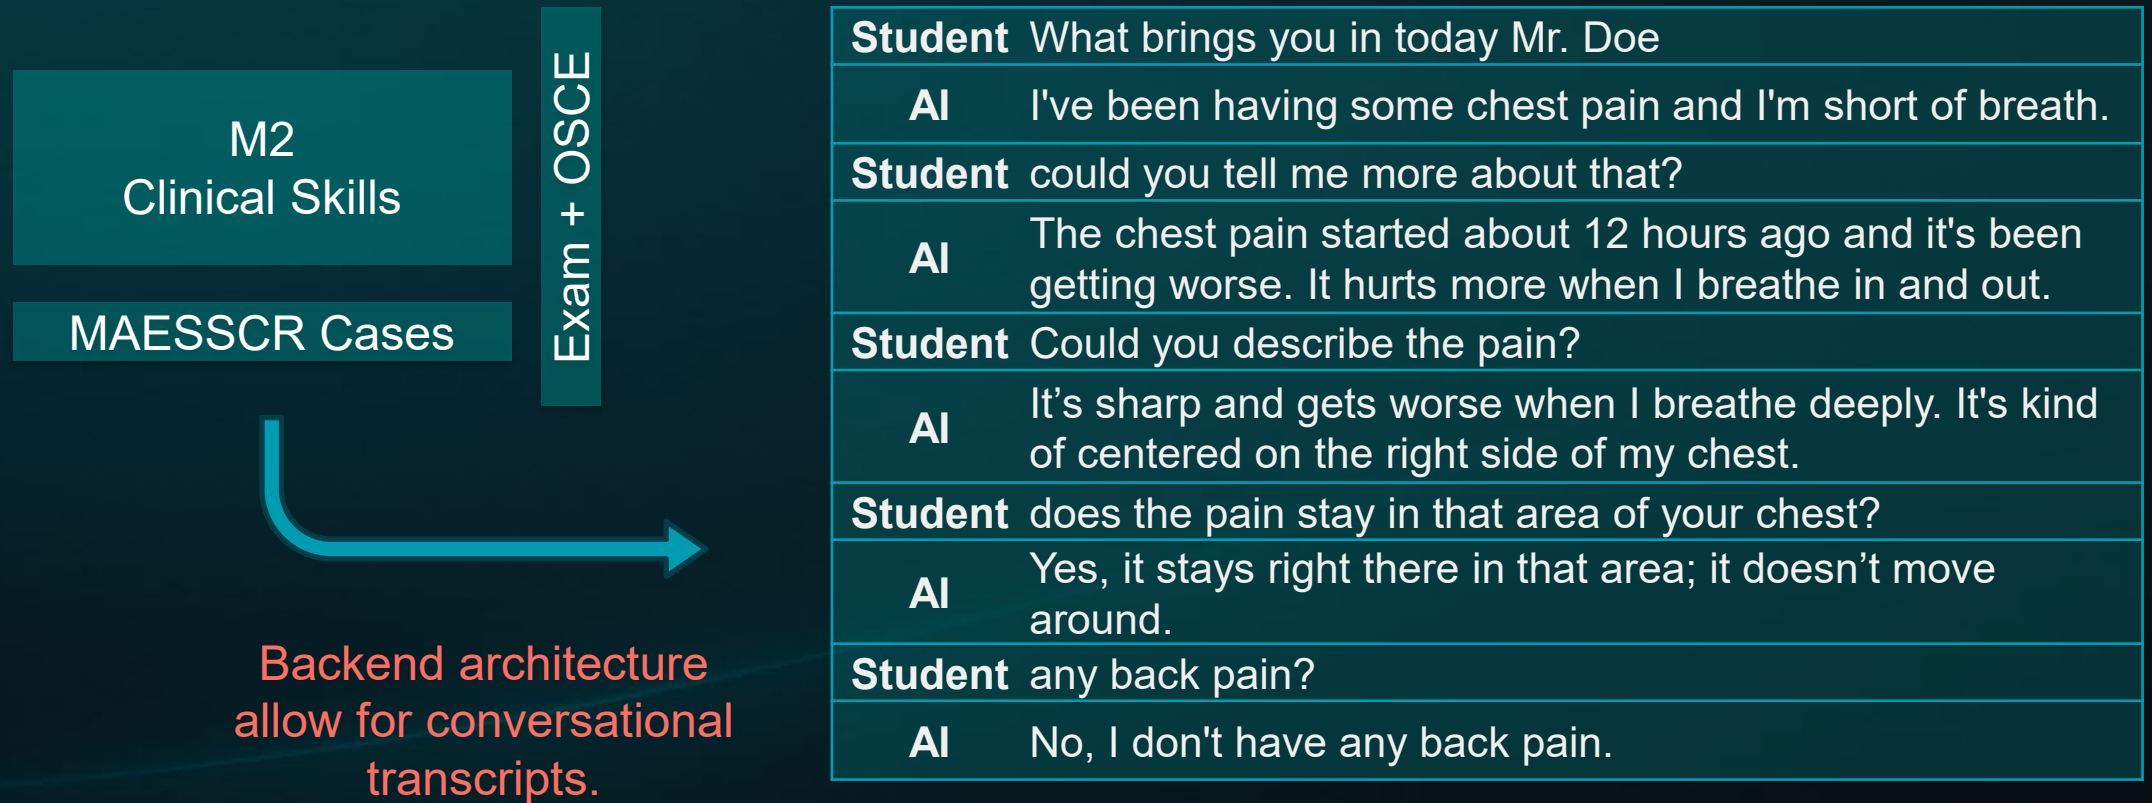 M2
Clinical Skills
MAESSCR Cases
Exam + OSCE
Backend architecture
allow for conversational
transcripts.
Student What brings you in today Mr. Doe
AI I've been having some chest pain and I'm short of breath.
Student could you tell me more about that?
AI The chest pain started about 12 hours ago and it's been
getting worse. It hurts more when I breathe in and out.
Student Could you describe the pain?
AI It’s sharp and gets worse when I breathe deeply. It's kind
of centered on the right side of my chest.
Student does the pain stay in that area of your chest?
AI Yes, it stays right there in that area; it doesn’t move
around.
Student any back pain?
AI No, I don't have any back pain.